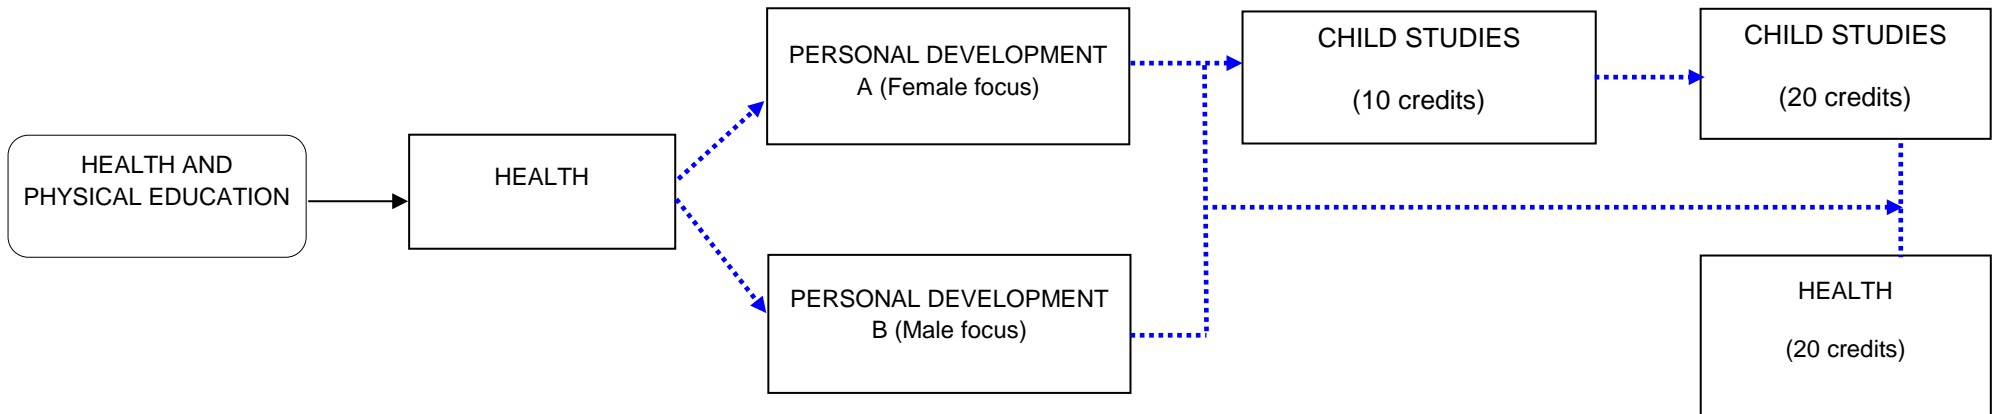 HEALTH AND
PHYSICAL EDUCATION
HEALTH
PERSONAL DEVELOPMENT
A (Female focus)
PERSONAL DEVELOPMENT
B (Male focus)
CHILD STUDIES
(10 credits)
CHILD STUDIES
(20 credits)
HEALTH
(20 credits)